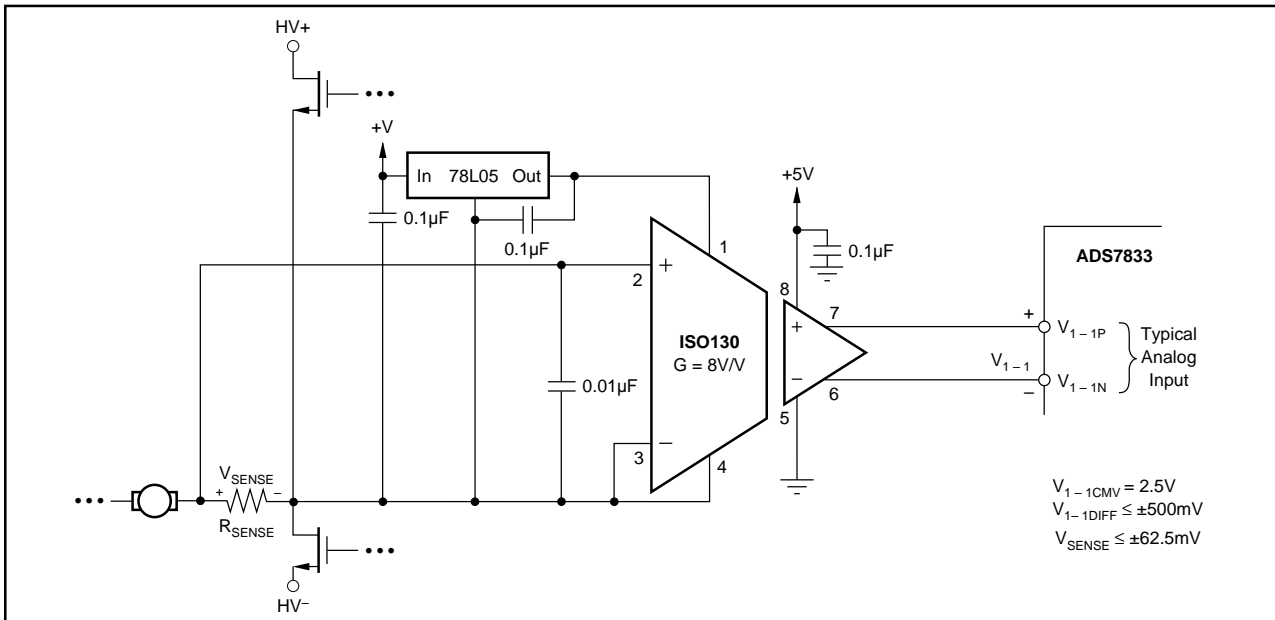 HV+
•••
+V
In 78L05 Out
0.1µF
0.1µF
+5V
0.1µF
ADS7833
1
2
+
8
7
+
+
V1 – 1P
ISO130
G = 8V/V
Typical
Analog
Input
V1 – 1
0.01µF
–
6
–
V1 – 1N
5
3
–
4
VSENSE
+ –
•••
RSENSE
V1 – 1CMV = 2.5V
V1 – 1DIFF ≤ ±500mV
VSENSE ≤ ±62.5mV
•••
HV–